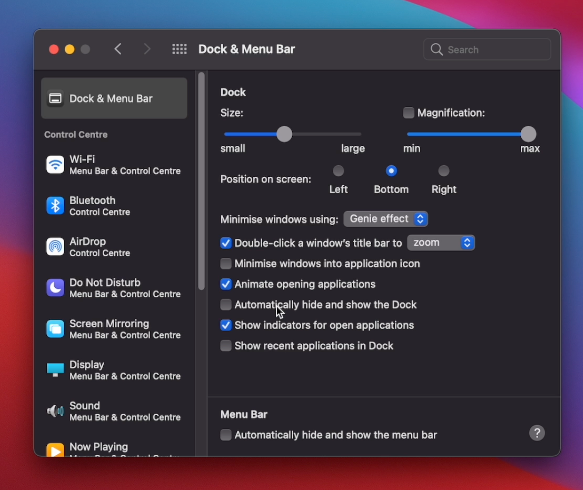 Dock & Menu Bar
Search
Dock & Menu Bar
Control Centre
Wi-Fi
Menu Bar & Control Centre
Bluetooth
Control Centre
AirDrop
Control Centre
Do Not Disturb
Menu Bar & Control Centre
Screen Mirroring
Menu Bar & Control Centre
Display
Menu Bar & Control Centre
Sound
Menu Bar & Control Centre
Now Playing
Dock
Size:
Magnification:
small large min max
Position on screen:
Left Bottom Right
Minimise windows using: Genie effect
Double-click a window's title bar to zoom
Minimise windows into application icon
Animate opening applications
Automatically hide and show the Dock
Show indicators for open applications
Show recent applications in Dock
Menu Bar
Automatically hide and show the menu bar
?